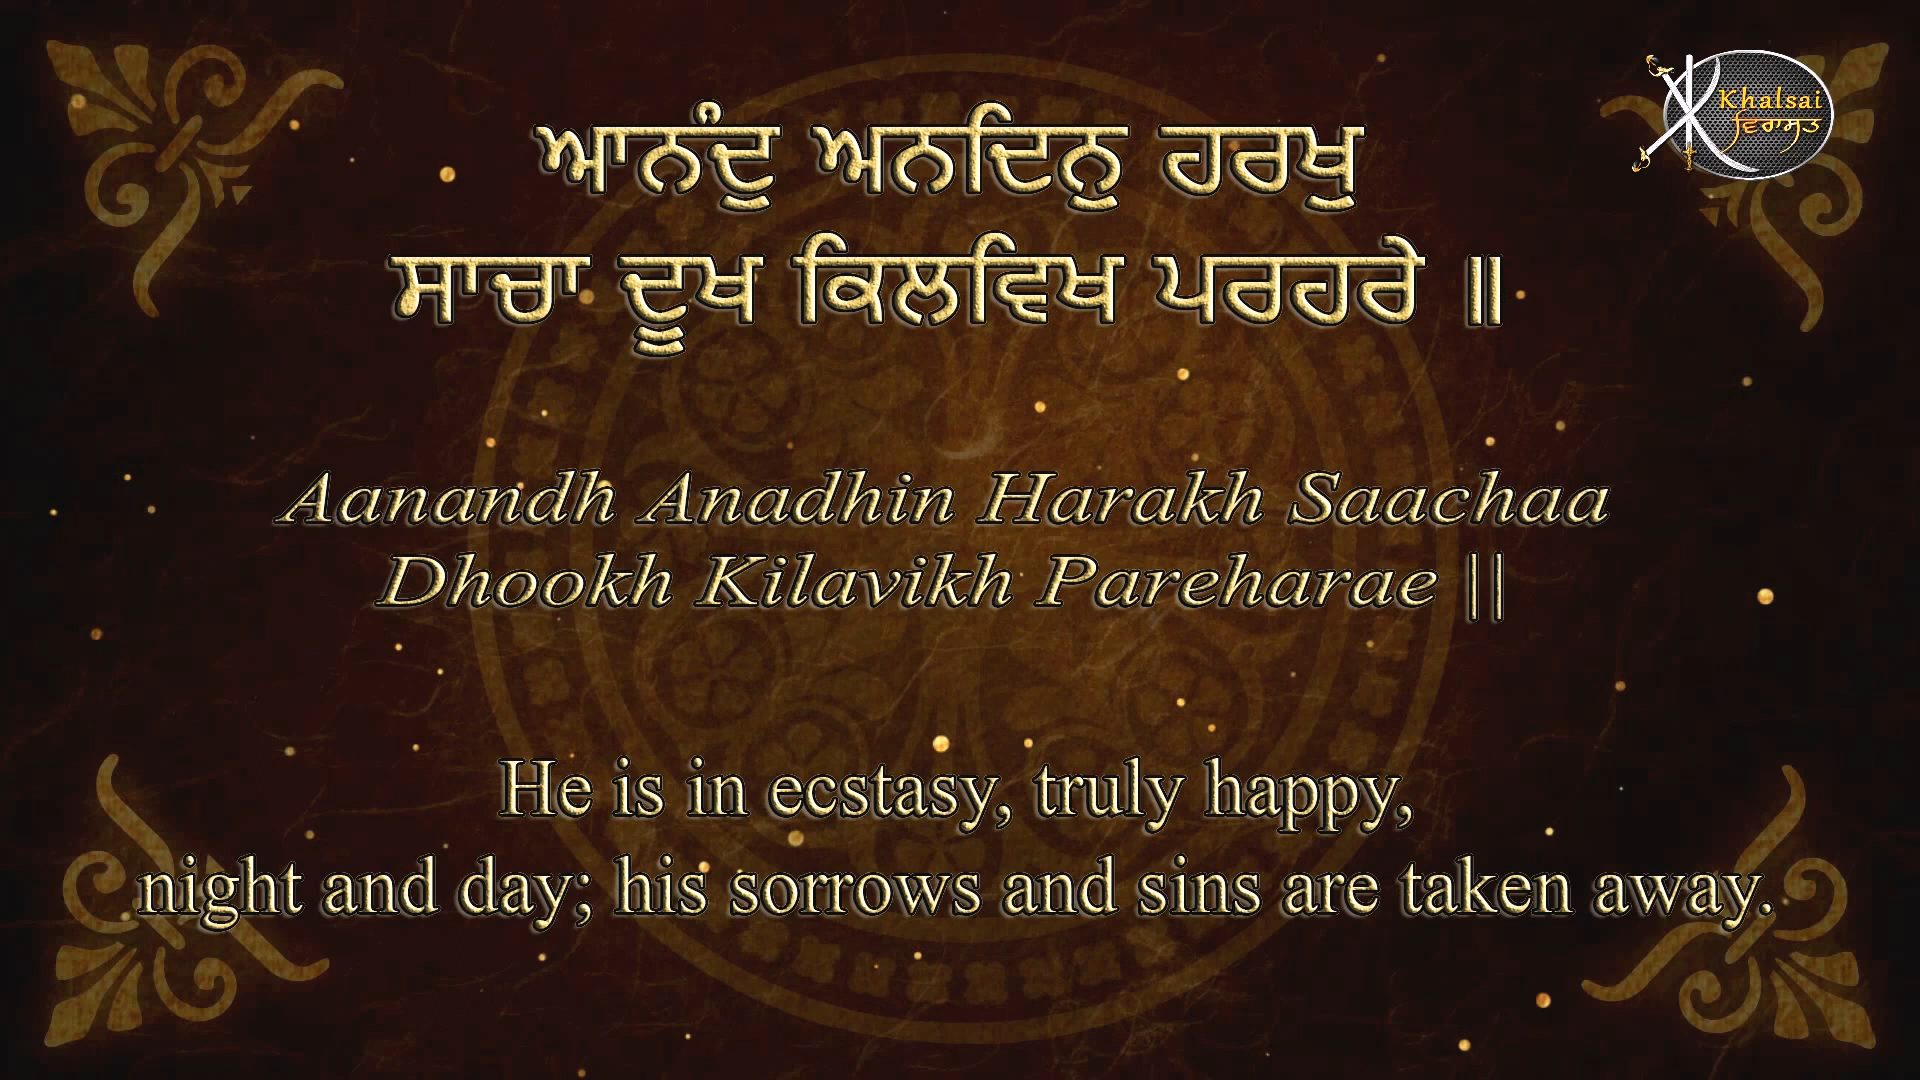 Khalsai
ਵਿਰਾਸਤ
ਆਨੰਦੁ ਅਨਦਿਨੁ ਹਰਖੁ
ਸਾਚਾ ਦੂਖ ਕਿਲਵਿਖ ਪਰਹਰੇ ॥
Aanandh Anadhin Harakh Saachaa
Dhookh Kilavikh Pareharae ||
He is in ecstasy, truly happy,
night and day; his sorrows and sins are taken away.